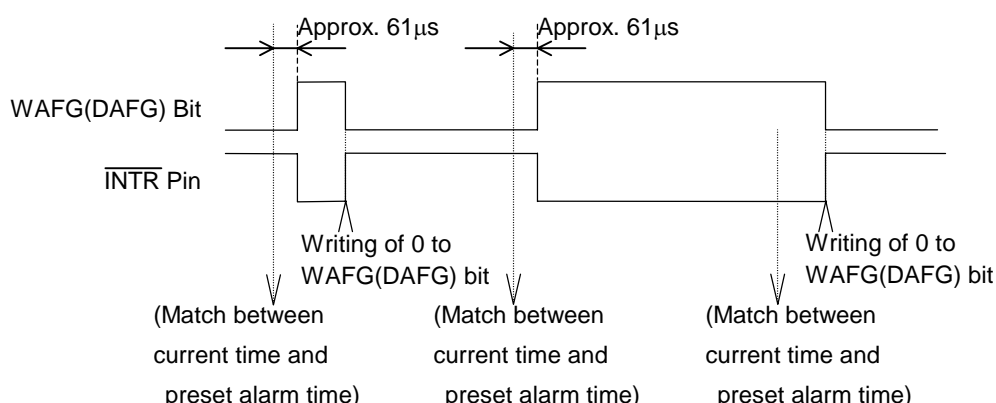 Approx. 61μs
Approx. 61μs
WAFG(DAFG) Bit
INTR Pin
Writing of 0 to
WAFG(DAFG) bit
Writing of 0 to
WAFG(DAFG) bit
(Match between
current time and
preset alarm time)
(Match between
current time and
preset alarm time)
(Match between
current time and
preset alarm time)